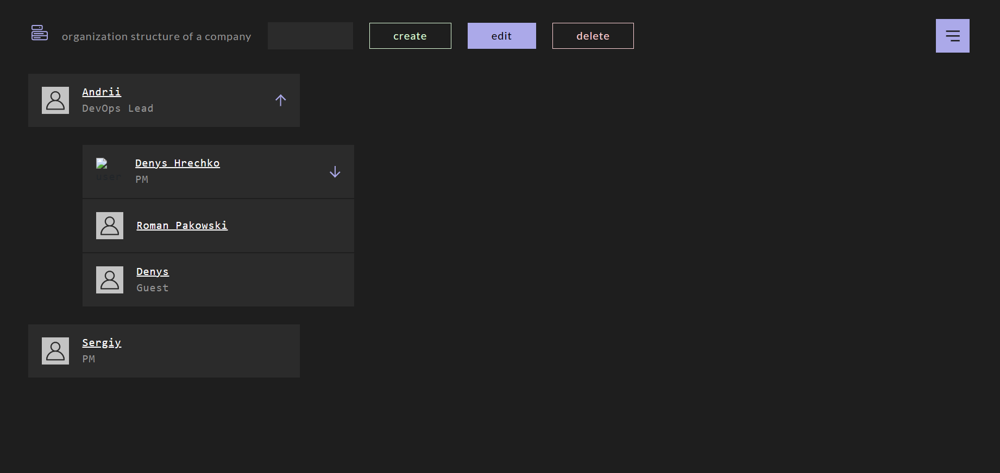 organization structure of a company
create
edit
delete
Andrii
DevOps Lead
Denys Hrechko
user
PM
Roman Pakowski
Denys
Guest
Sergiy
PM